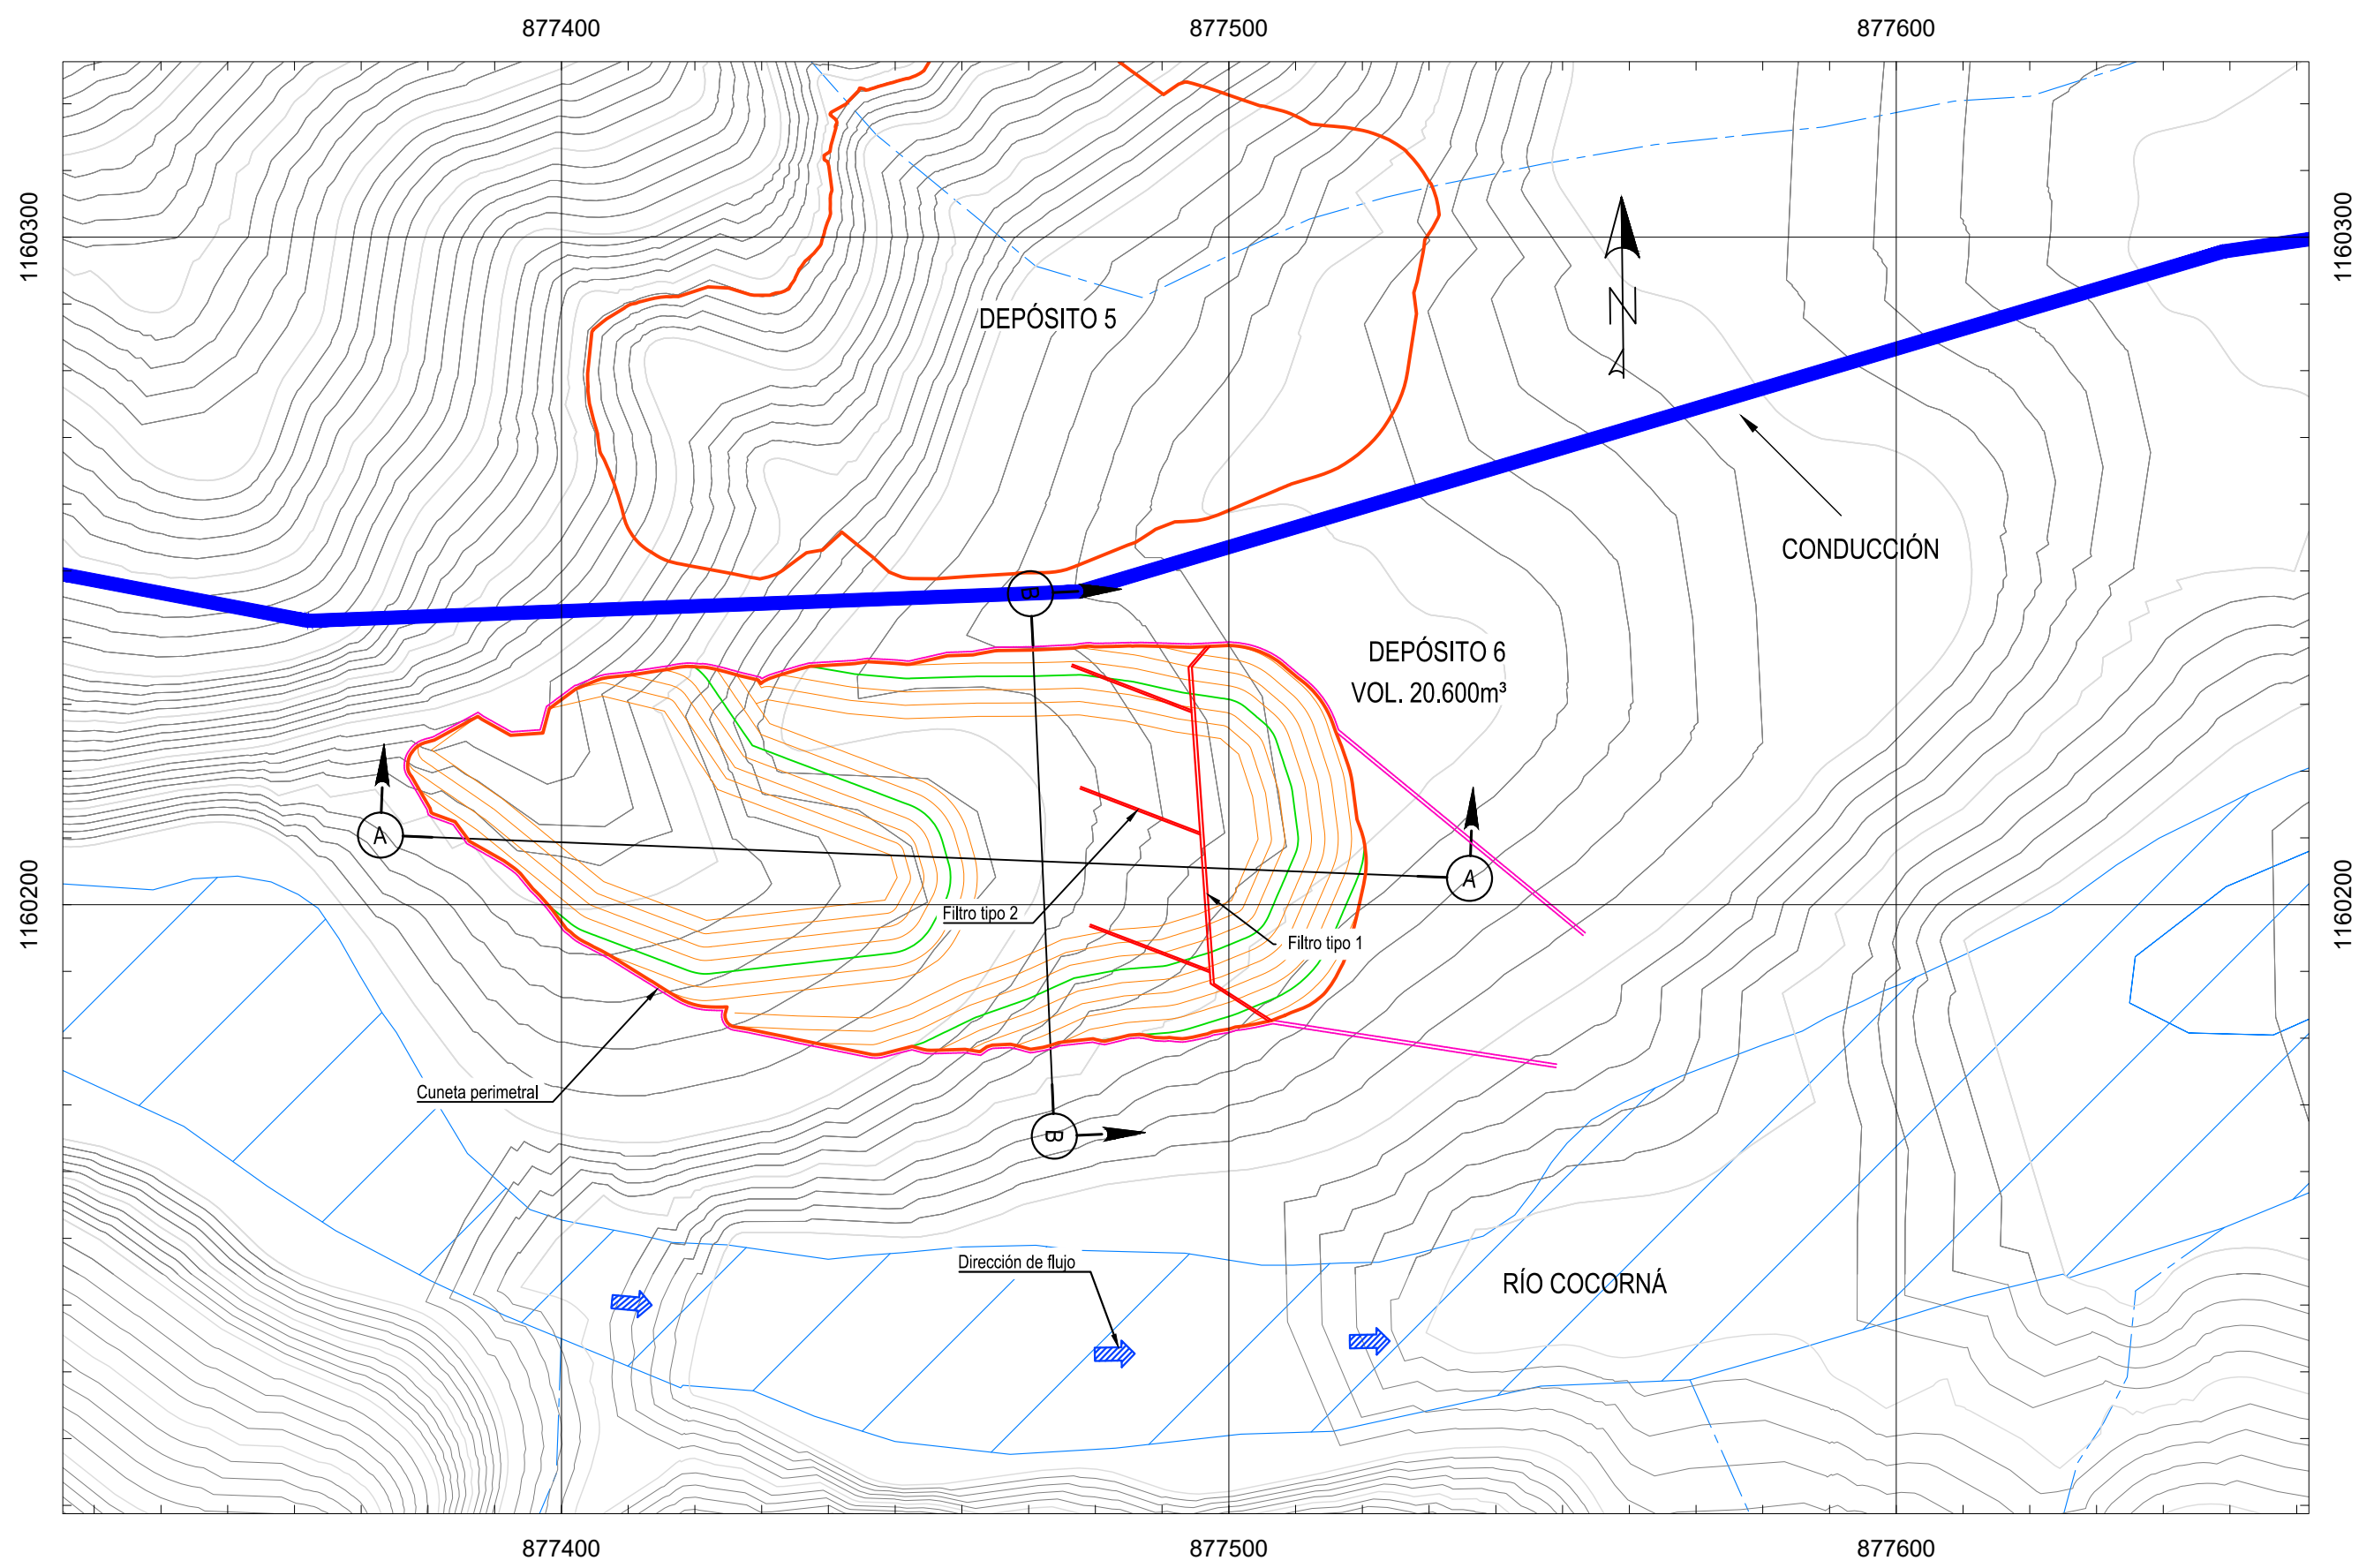 877400
877500
877600
1160300
1160300
N
DEPÓSITO 5
CONDUCCIÓN
B
DEPÓSITO 6
VOL. 20.600m³
A
A
1160200
1160200
Filtro tipo 2
Filtro tipo 1
Cuneta perimetral
B
Dirección de flujo
RÍO COCORNÁ
877400
877500
877600